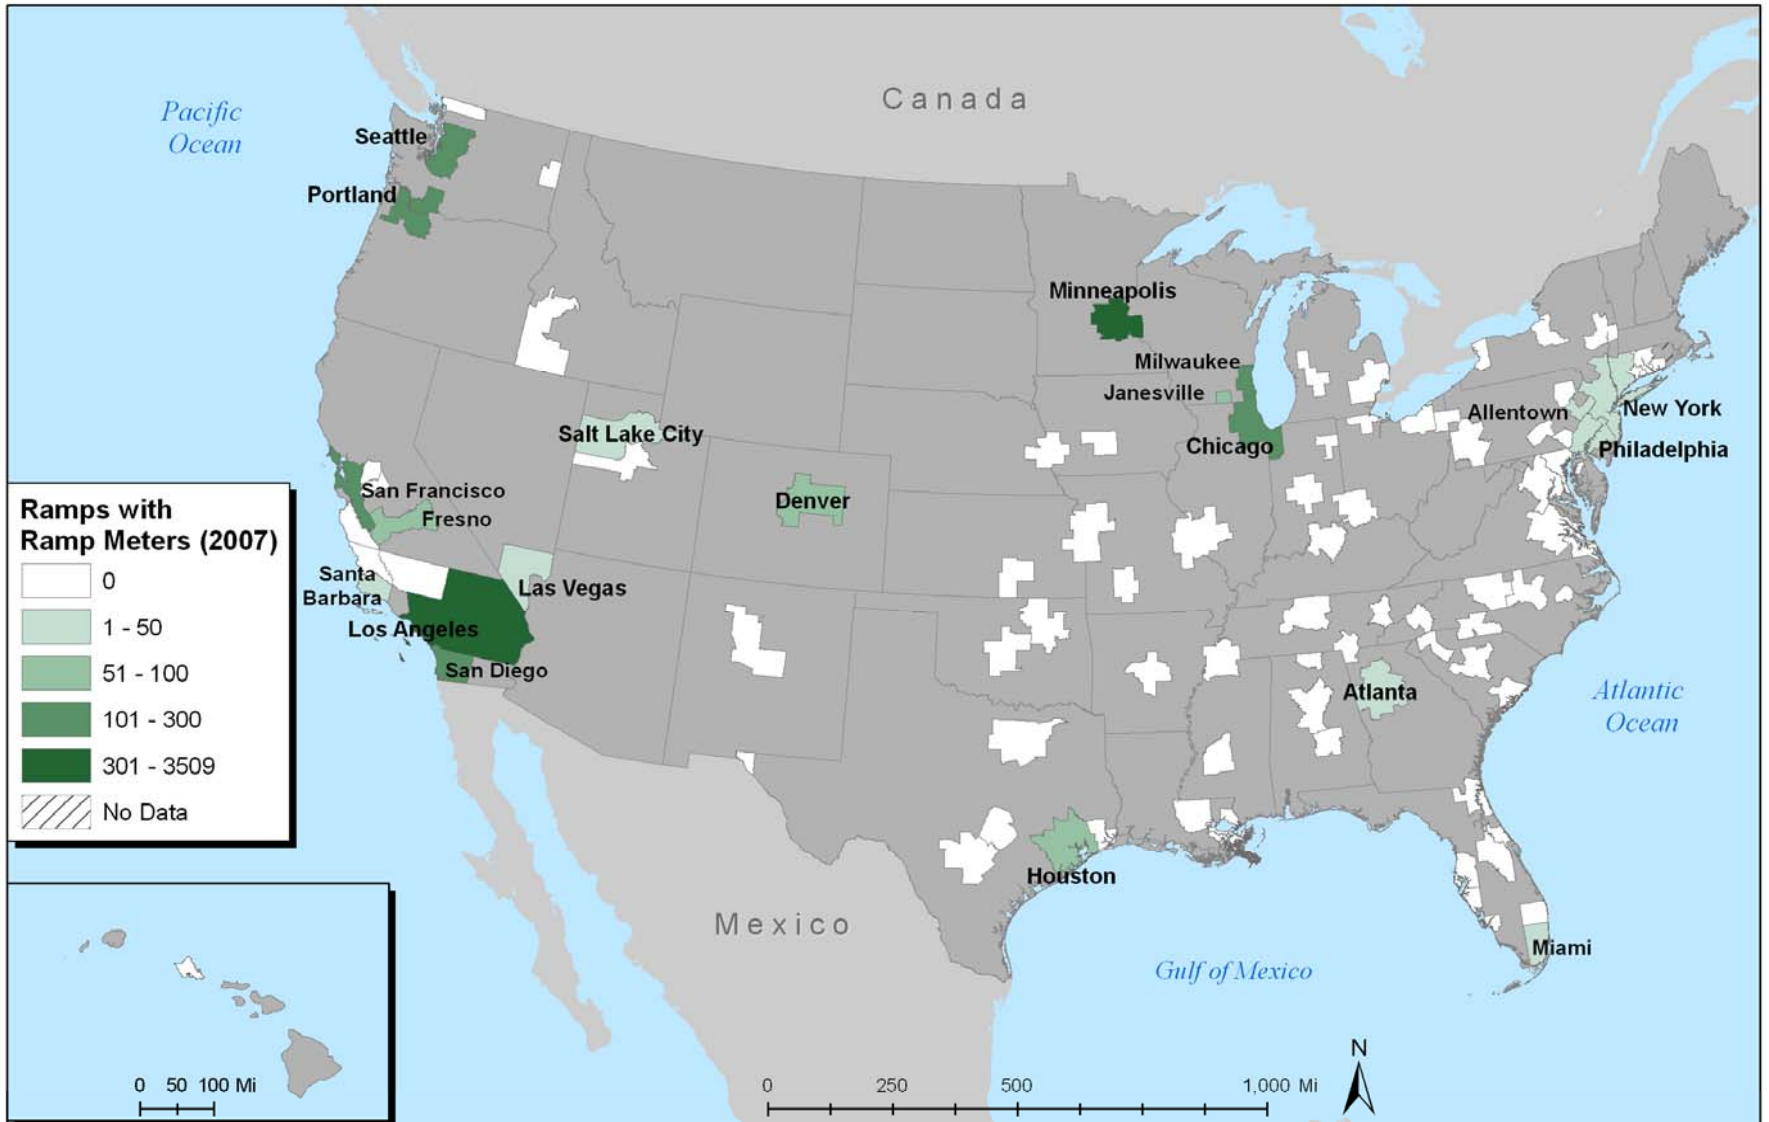 Canada
Pacific
Ocean
Seattle
Portland
Minneapolis
Milwaukee
Janesville
Allentown
New York
Salt Lake City
Chicago
Philadelphia
San Francisco
Denver
Fresno
Ramps with
Ramp Meters (2007)
0
1 - 50
51 - 100
101 - 300
301 - 3509
No Data
Santa
Barbara
Las Vegas
Los Angeles
San Diego
Atlanta
Atlantic
Ocean
Houston
Mexico
Miami
Gulf of Mexico
N
0 50 100 Mi
0 250 500 1,000 Mi